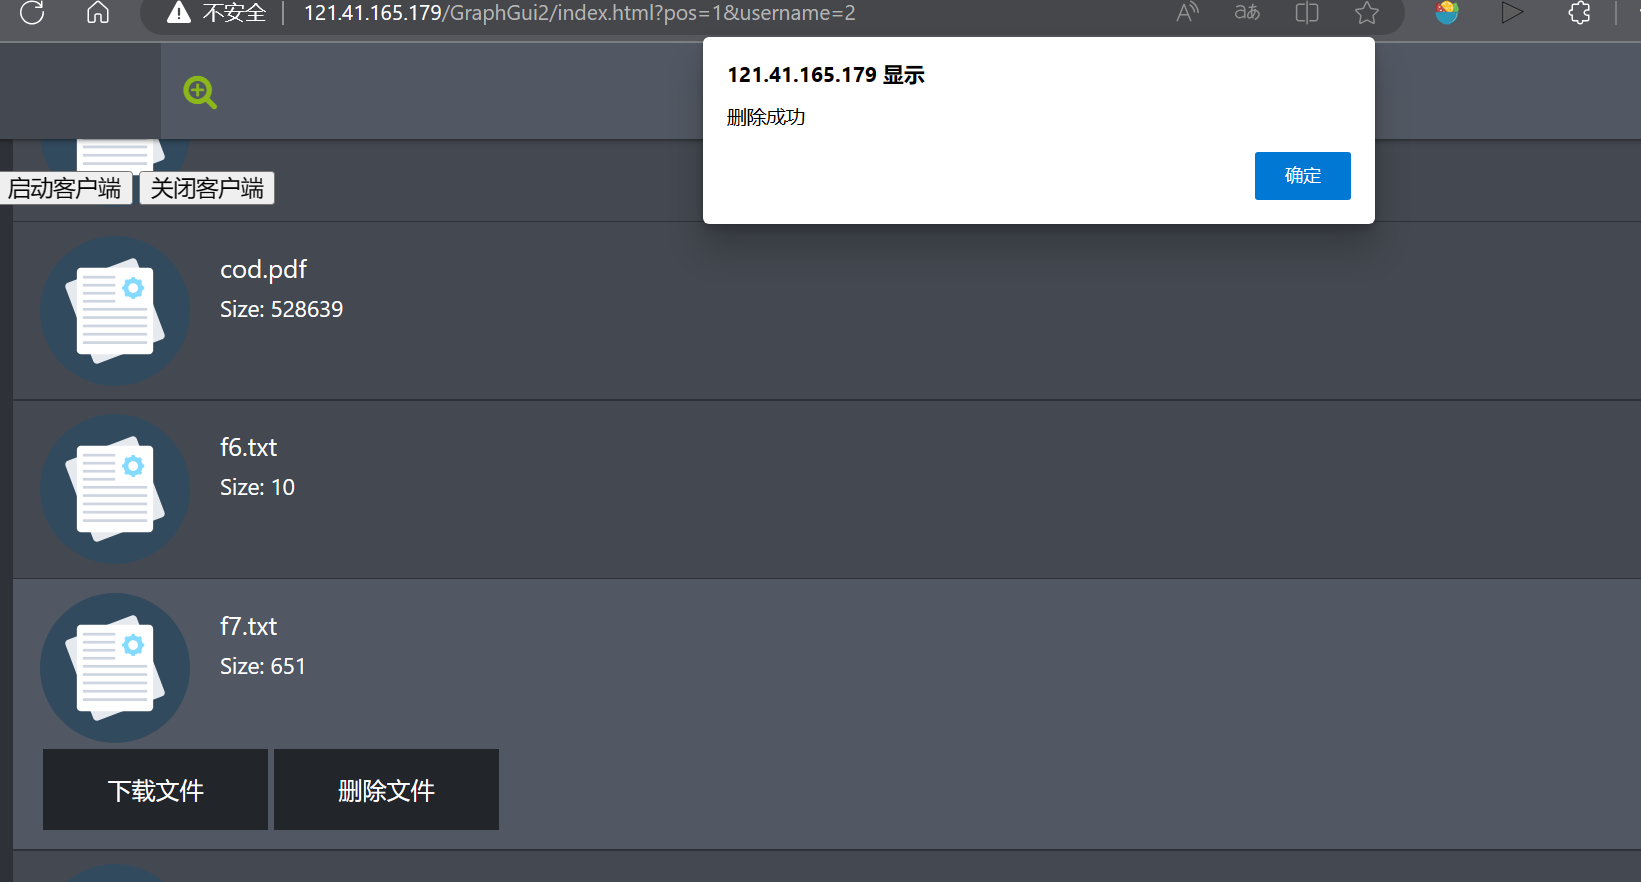 不安全 121.41.165.179/GraphGui2/index.html?pos=1&username=2
121.41.165.179 显示
删除成功
确定
启动客户端 关闭客户端
cod.pdf
Size: 528639
f6.txt
Size: 10
f7.txt
Size: 651
下载文件 删除文件